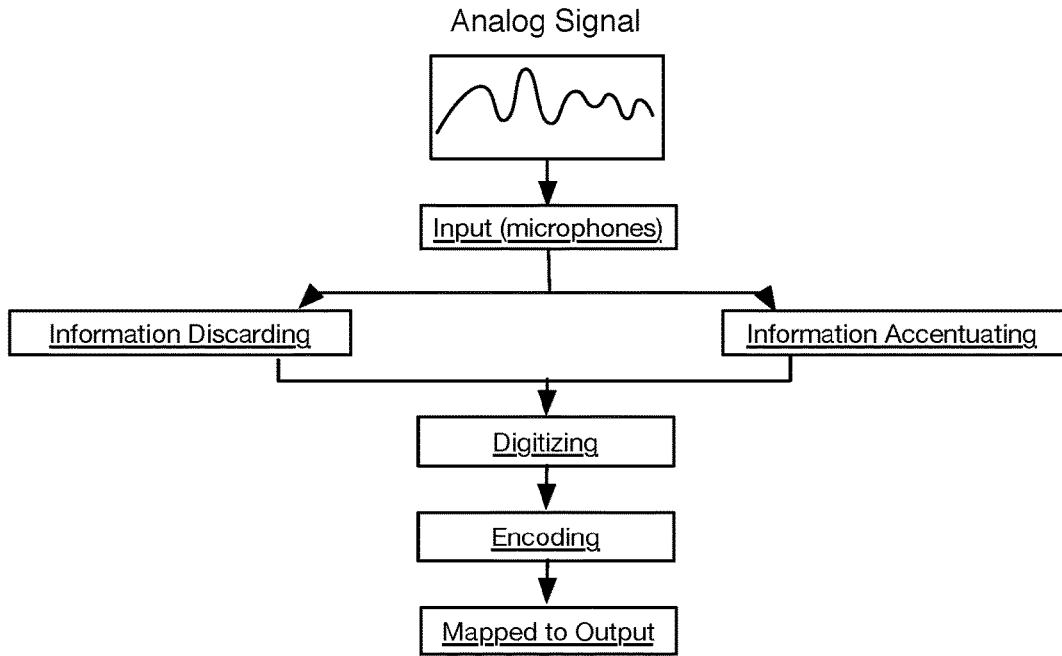 Analog Signal
Input (microphones)
Information Discarding
Information Accentuating
Digitizing
Encoding
Mapped to Output